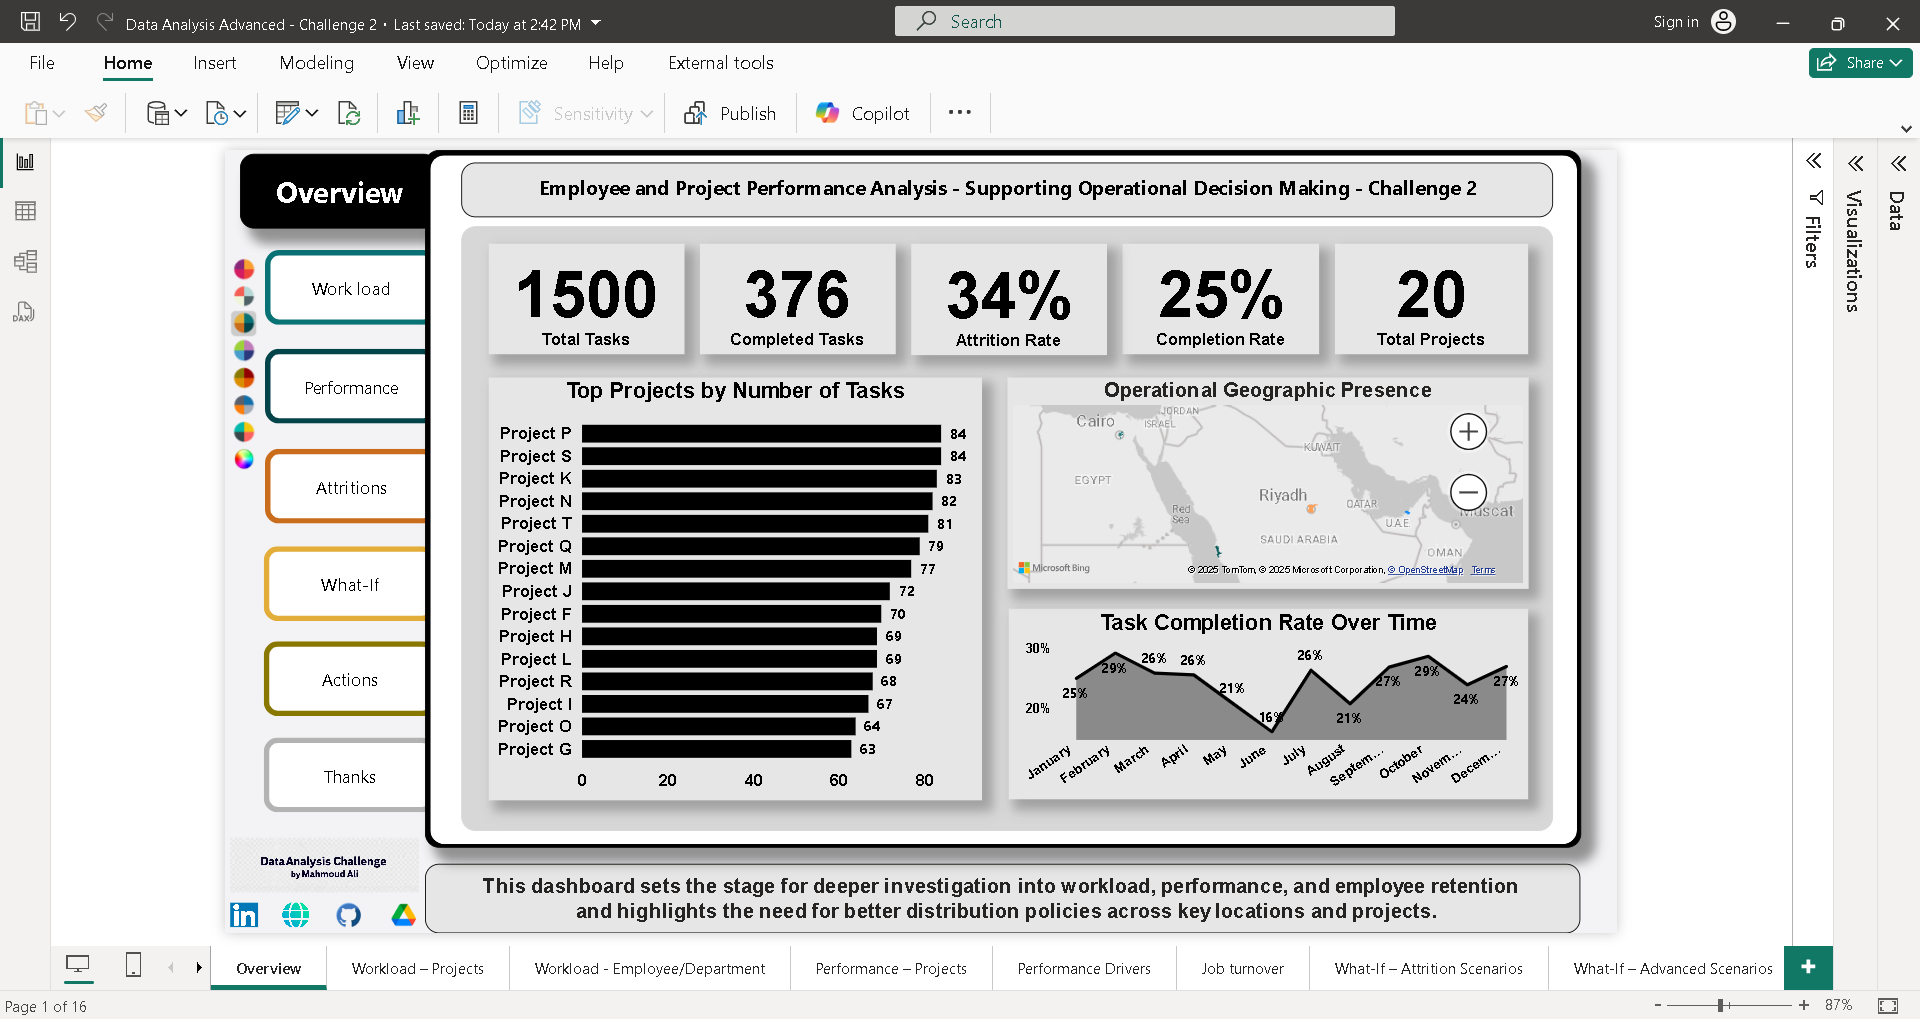 Data Analysis Advanced - Challenge 2 • Last saved: Today at 2:42 PM
Search
Sign in
File
Home
Insert
Modeling
View
Optimize
Help
External tools
Share
Sensitivity
Publish
Copilot
DAX
Overview
Work load
Performance
Attritions
What-If
Actions
Thanks
Data Analysis Challenge
by Mahmoud Ali
in
Employee and Project Performance Analysis - Supporting Operational Decision Making - Challenge 2
1500
Total Tasks
376
Completed Tasks
34%
Attrition Rate
25%
Completion Rate
20
Total Projects
Top Projects by Number of Tasks
Project P 84
Project S 84
Project K 83
Project N 82
Project T 81
Project Q 79
Project M 77
Project J 72
Project F 70
Project H 69
Project L 69
Project R 68
Project I 67
Project O 64
Project G 63
0 20 40 60 80
Operational Geographic Presence
JORDAN
Cairo
ISRAEL
KUWAIT
EGYPT
Riyadh
QATAR
Red
Sea
Muscat
U.A.E.
SAUDI ARABIA
OMAN
Microsoft Bing
© 2025 TomTom, © 2025 Microsoft Corporation, © OpenStreetMap Terms
Task Completion Rate Over Time
30%
20%
25%
29%
26%
26%
21%
16%
26%
21%
27%
29%
24%
27%
January
February
March
April
May
June
July
August
Septem...
October
Novem...
Decem...
This dashboard sets the stage for deeper investigation into workload, performance, and employee retention
and highlights the need for better distribution policies across key locations and projects.
Filters
Visualizations
Data
Overview
Workload – Projects
Workload - Employee/Department
Performance – Projects
Performance Drivers
Job turnover
What-If – Attrition Scenarios
What-If – Advanced Scenarios
Page 1 of 16
87%